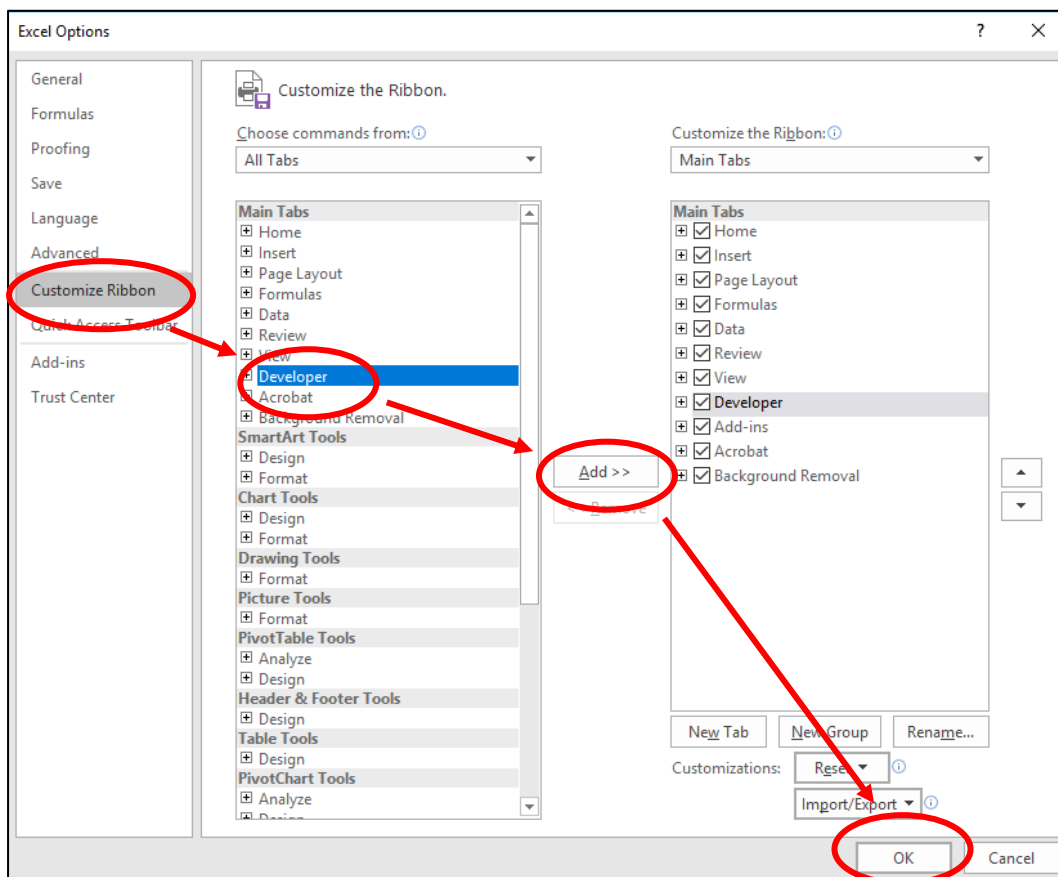 Excel Options
?
General
Formulas
Proofing
Save
Language
Advanced
Customize Ribbon
Quick Access Toolbar
Add-ins
Trust Center
Customize the Ribbon.
Choose commands from:
All Tabs
Main Tabs
Home
Insert
Page Layout
Formulas
Data
Review
View
Developer
Acrobat
Background Removal
SmartArt Tools
Design
Format
Chart Tools
Design
Format
Drawing Tools
Format
Picture Tools
Format
PivotTable Tools
Analyze
Design
Header & Footer Tools
Design
Table Tools
Design
PivotChart Tools
Analyze
Design
Add >>
Remove
Customize the Ribbon:
Main Tabs
Main Tabs
Home
Insert
Page Layout
Formulas
Data
Review
View
Developer
Add-ins
Acrobat
Background Removal
New Tab
New Group
Rename...
Customizations:
Reset
Import/Export
OK
Cancel